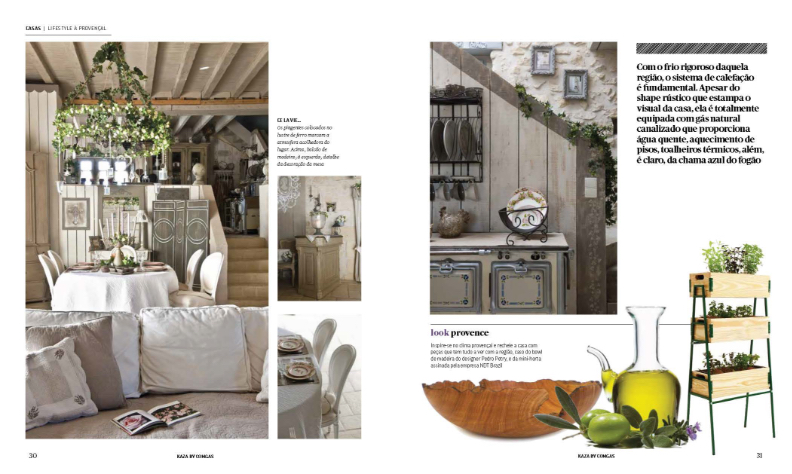 CASAS | LIFESTYLE À PROVENÇAL
CE LA VIE...
Os pingentes colocados no
lustre de ferro marcam a
atmosfera acolhedora do
lugar. Acima, balcão de
madeira, à esquerda, detalhe
da decoração da mesa
Com o frio rigoroso daquela
região, o sistema de calefação
é fundamental. Apesar do
shape rústico que estampa o
visual da casa, ela é totalmente
equipada com gás natural
canalizado que proporciona
água quente, aquecimento de
pisos, toalheiros térmicos, além,
é claro, da chama azul do fogão
look provence
Inspire-se no clima provençal e recheie a casa com
peças que tem tudo a ver com a região, caso do bowl
de madeira do designer Pedro Petry, e da mini-horta
assinada pela empresa HOT Brazil
30
KAZA BY COMGÁS
KAZA BY COMGÁS
31